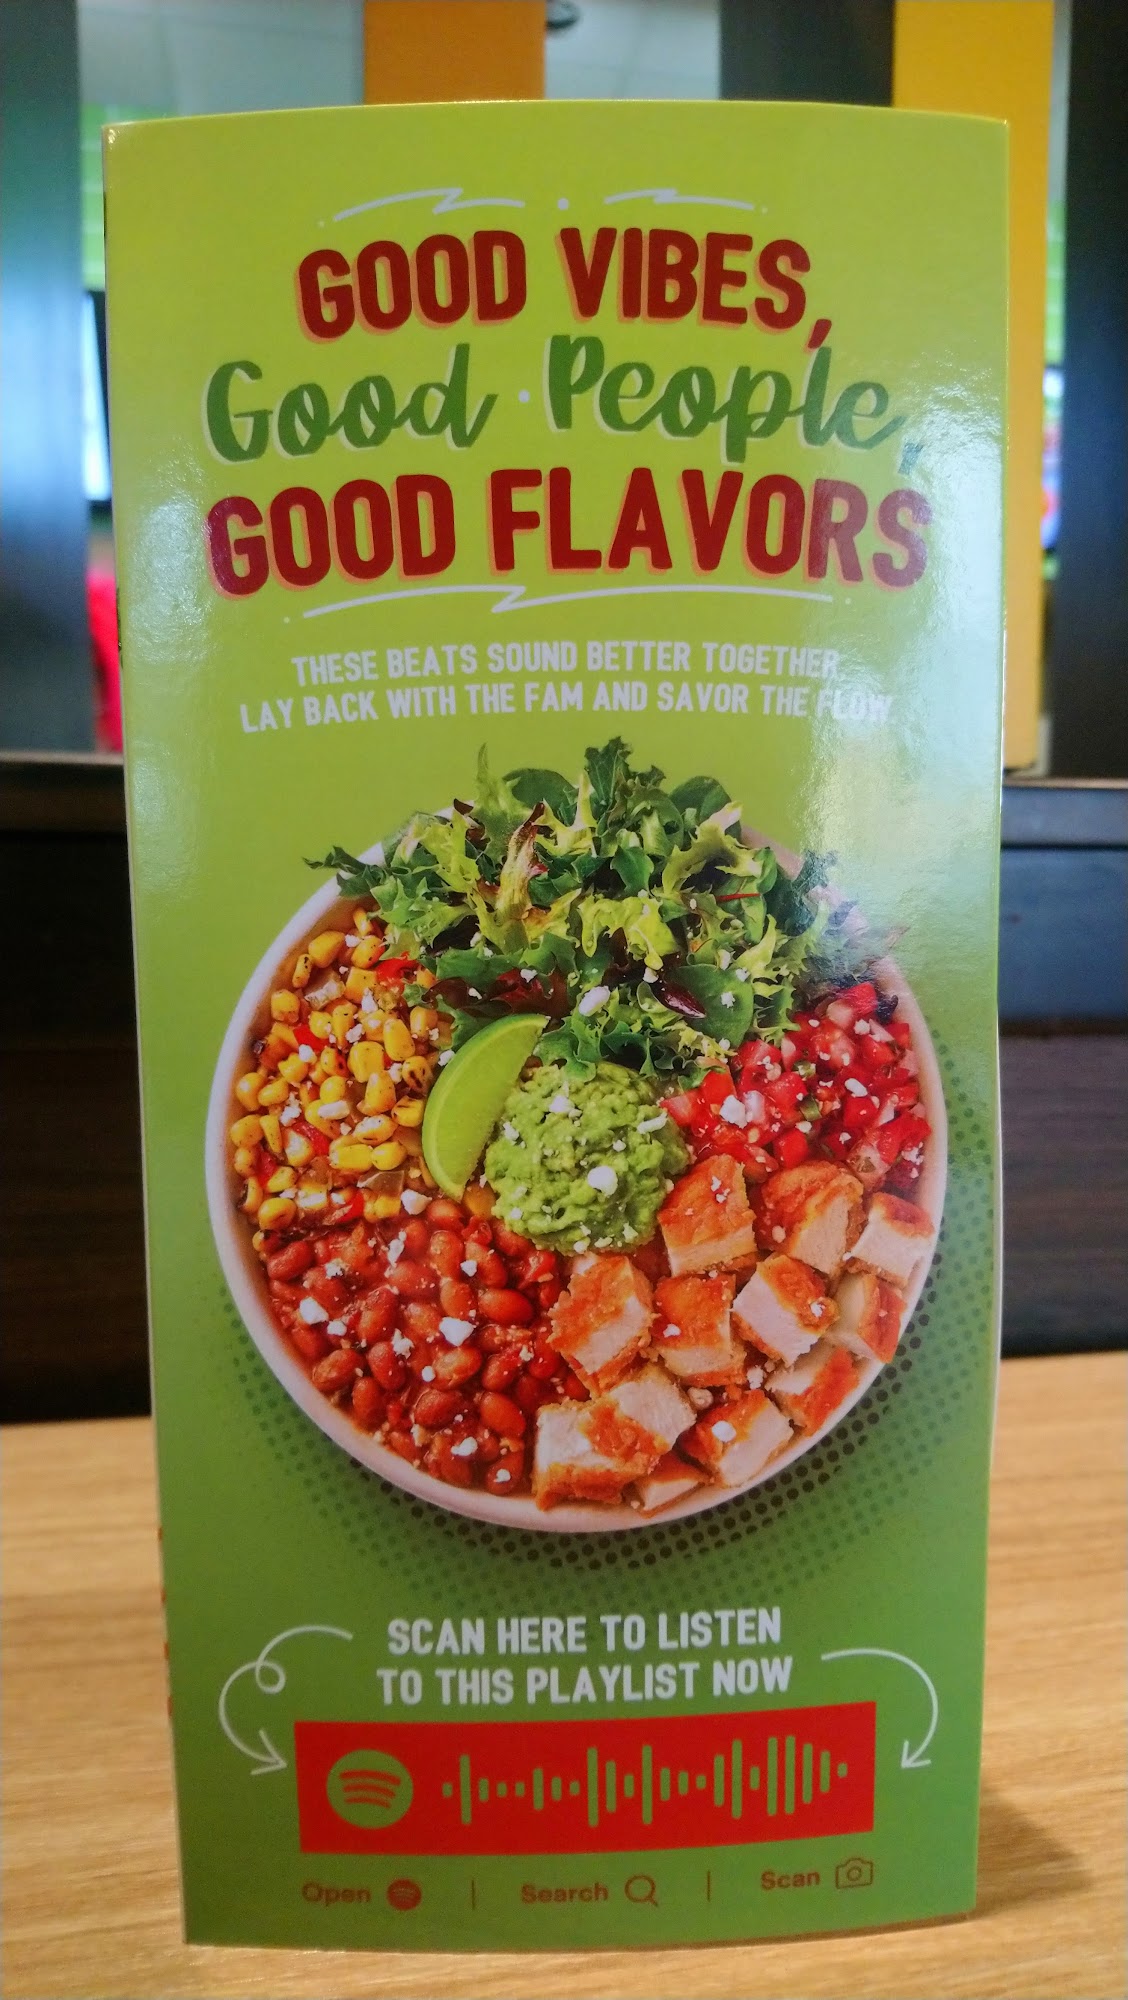 GOOD VIBES,
Good People,
GOOD FLAVORS
THESE BEATS SOUND BETTER TOGETHER
LAY BACK WITH THE FAM AND SAVOR THE FLOW
SCAN HERE TO LISTEN
TO THIS PLAYLIST NOW
Open | Search | Scan